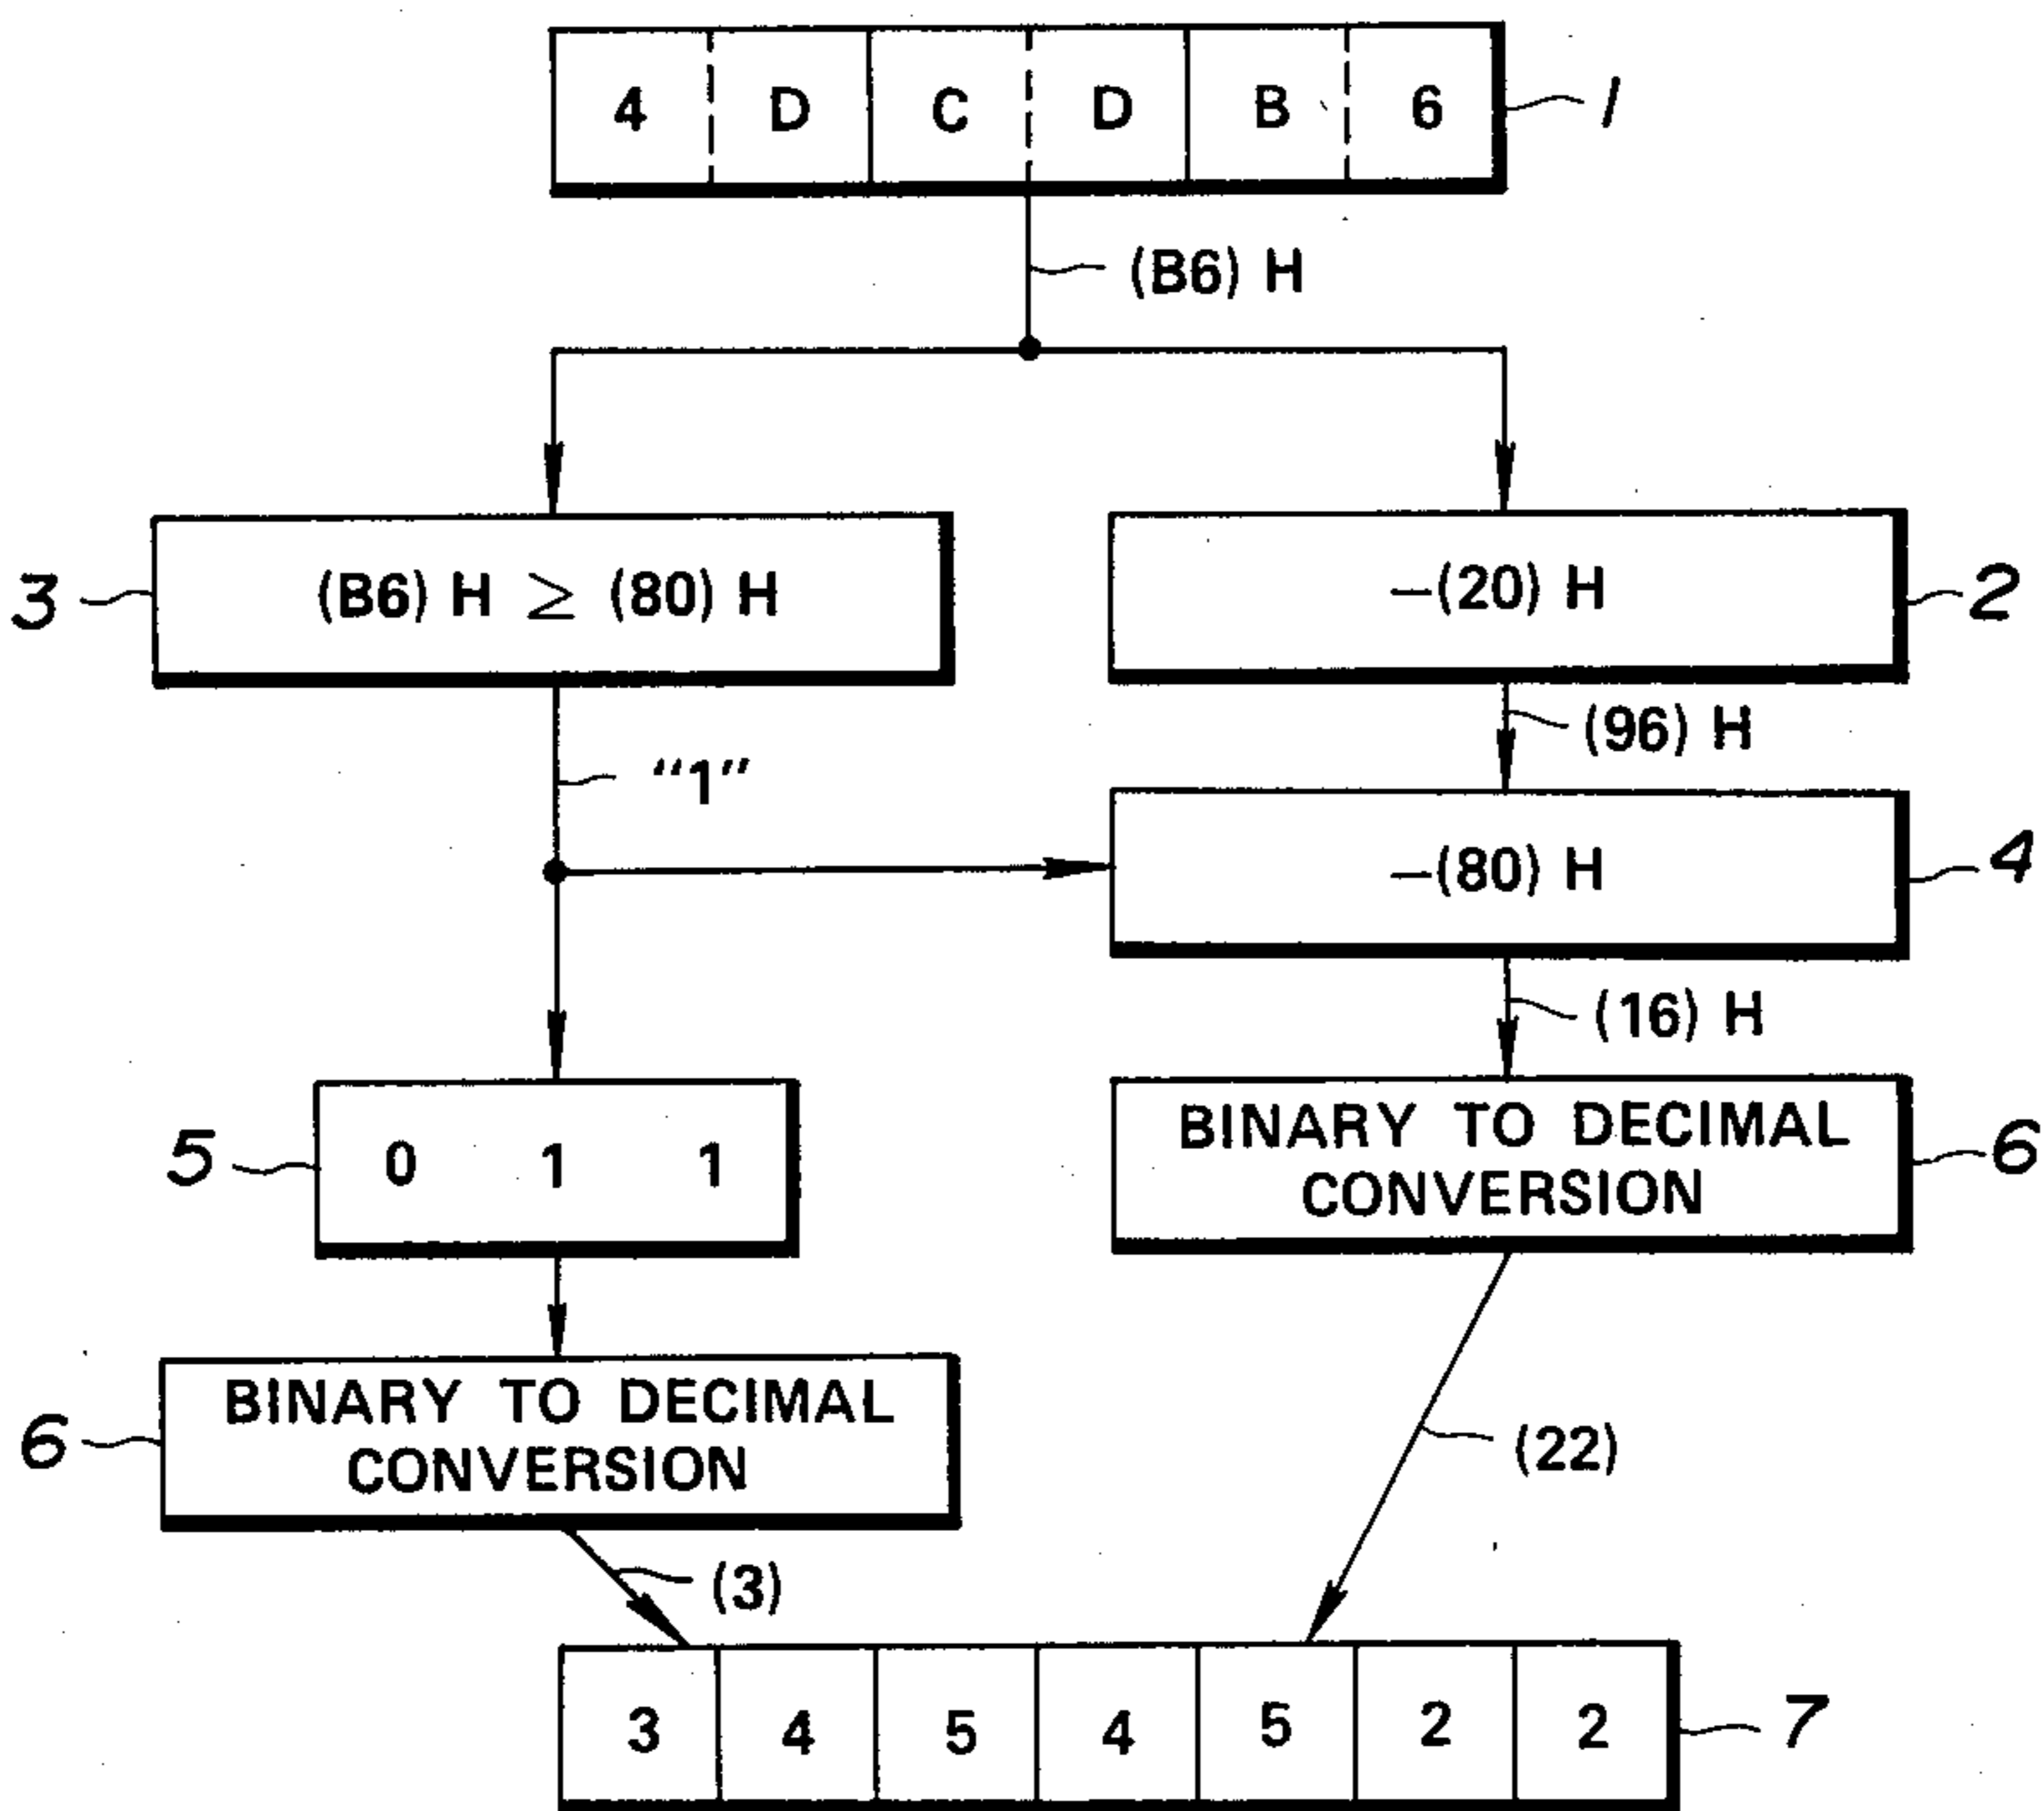 4 D C D B 6 1
(B6) H
3 (B6) H ≥ (80) H
–(20) H 2
(96) H
“1”
–(80) H 4
(16) H
5 0 1 1
BINARY TO DECIMAL
CONVERSION 6
6 BINARY TO DECIMAL
CONVERSION
(22)
(3)
3 4 5 4 5 2 2 7